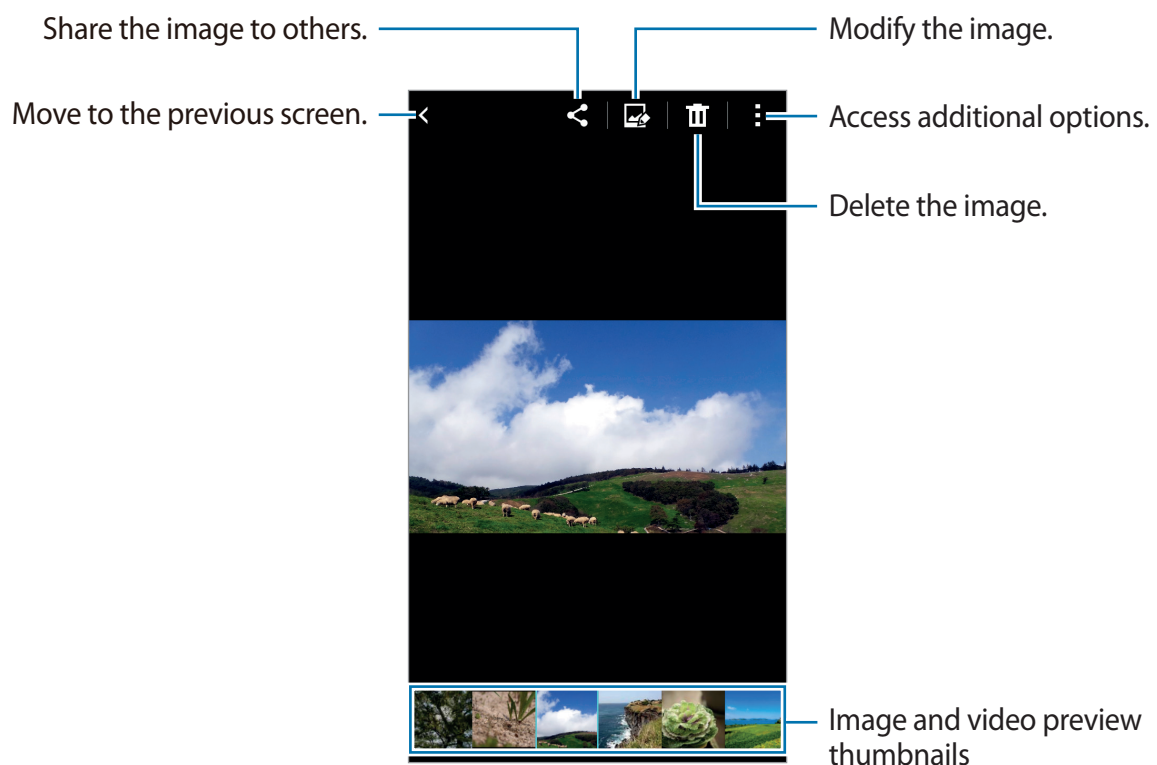 Share the image to others.
Modify the image.
Move to the previous screen.
Access additional options.
Delete the image.
Image and video preview
thumbnails